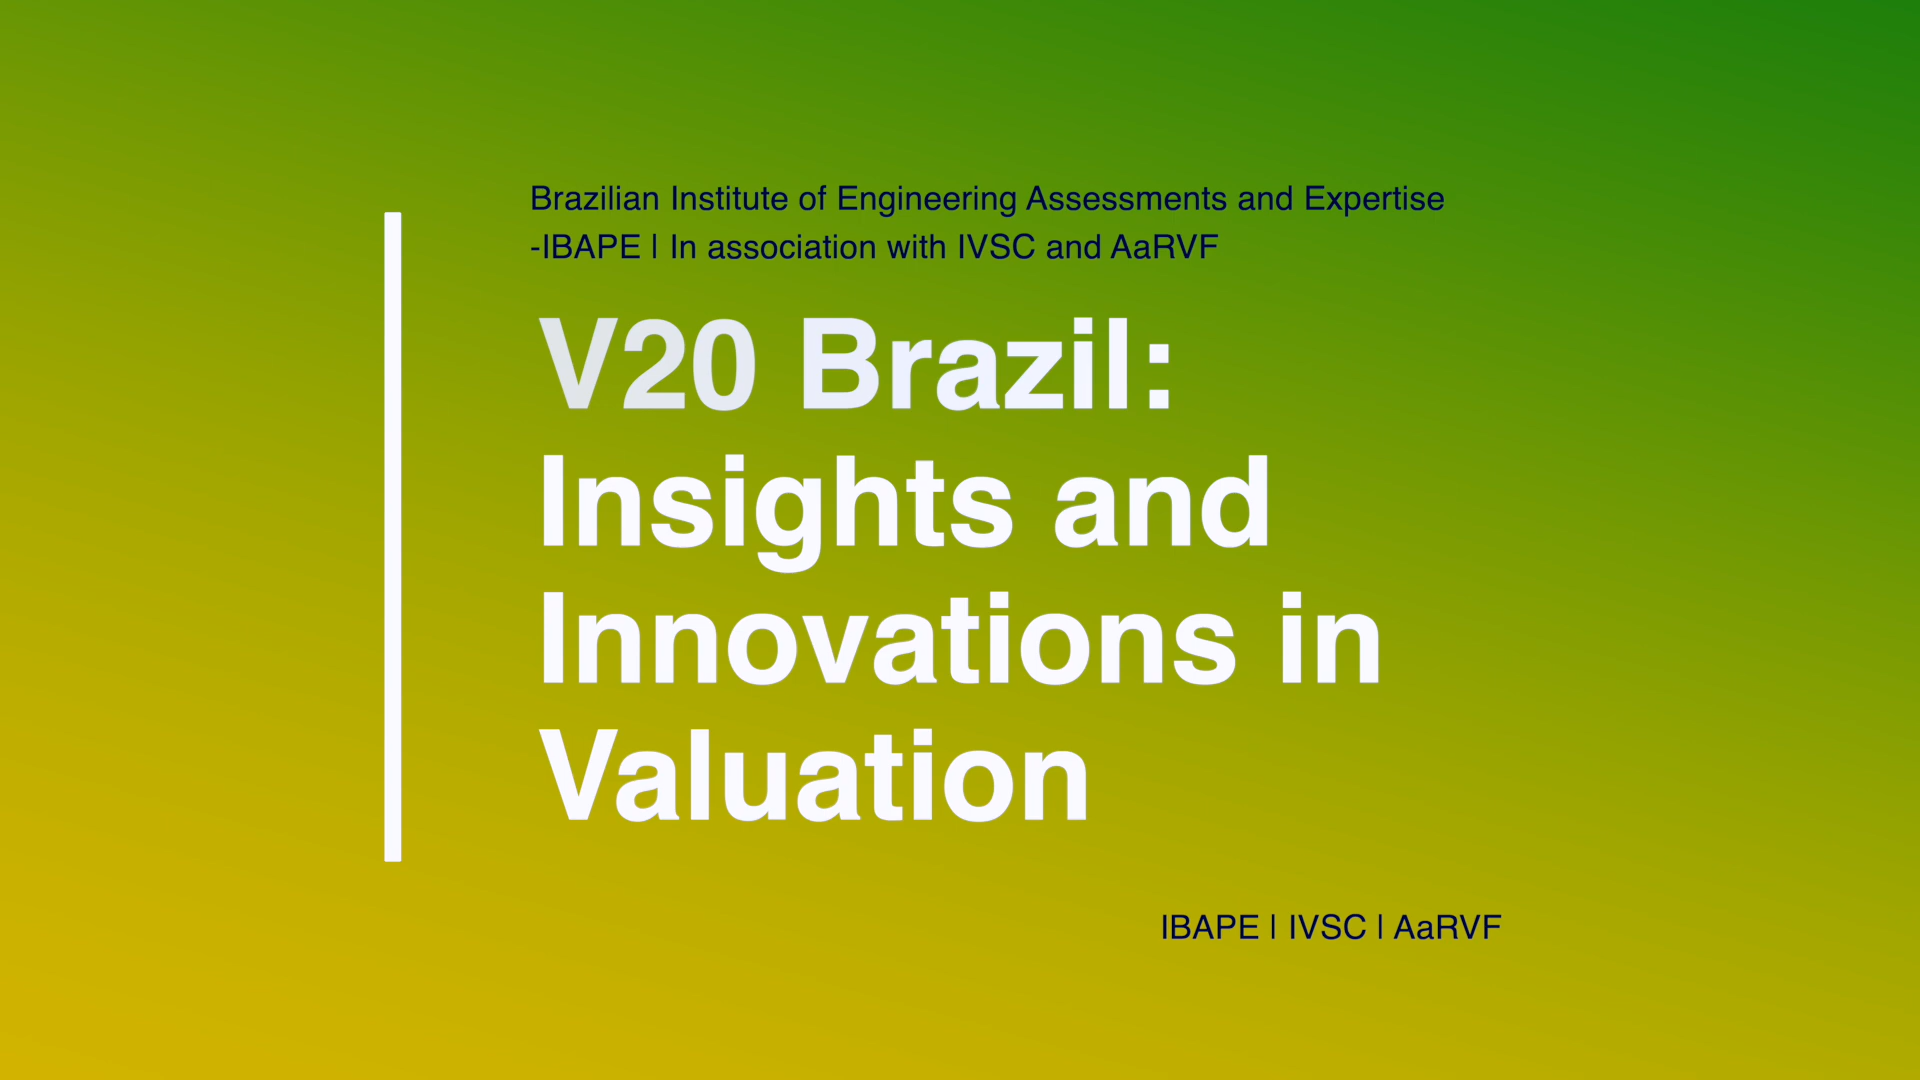 Brazilian Institute of Engineering Assessments and Expertise
-IBAPE | In association with IVSC and AaRVF
V20 Brazil:
Insights and
Innovations in
Valuation
IBAPE | IVSC | AaRVF